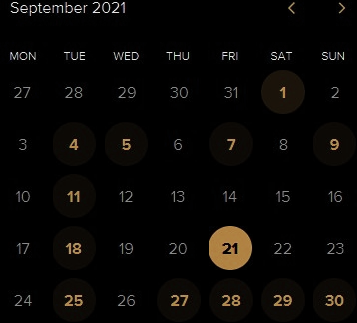 September 2021 < >
MON TUE WED THU FRI SAT SUN
27 28 29 30 31 1 2
3 4 5 6 7 8 9
10 11 12 13 14 15 16
17 18 19 20 21 22 23
24 25 26 27 28 29 30